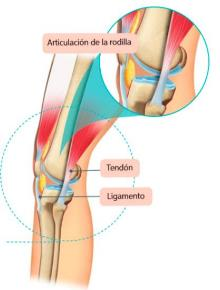 Articulación de la rodilla
Tendón
Ligamento